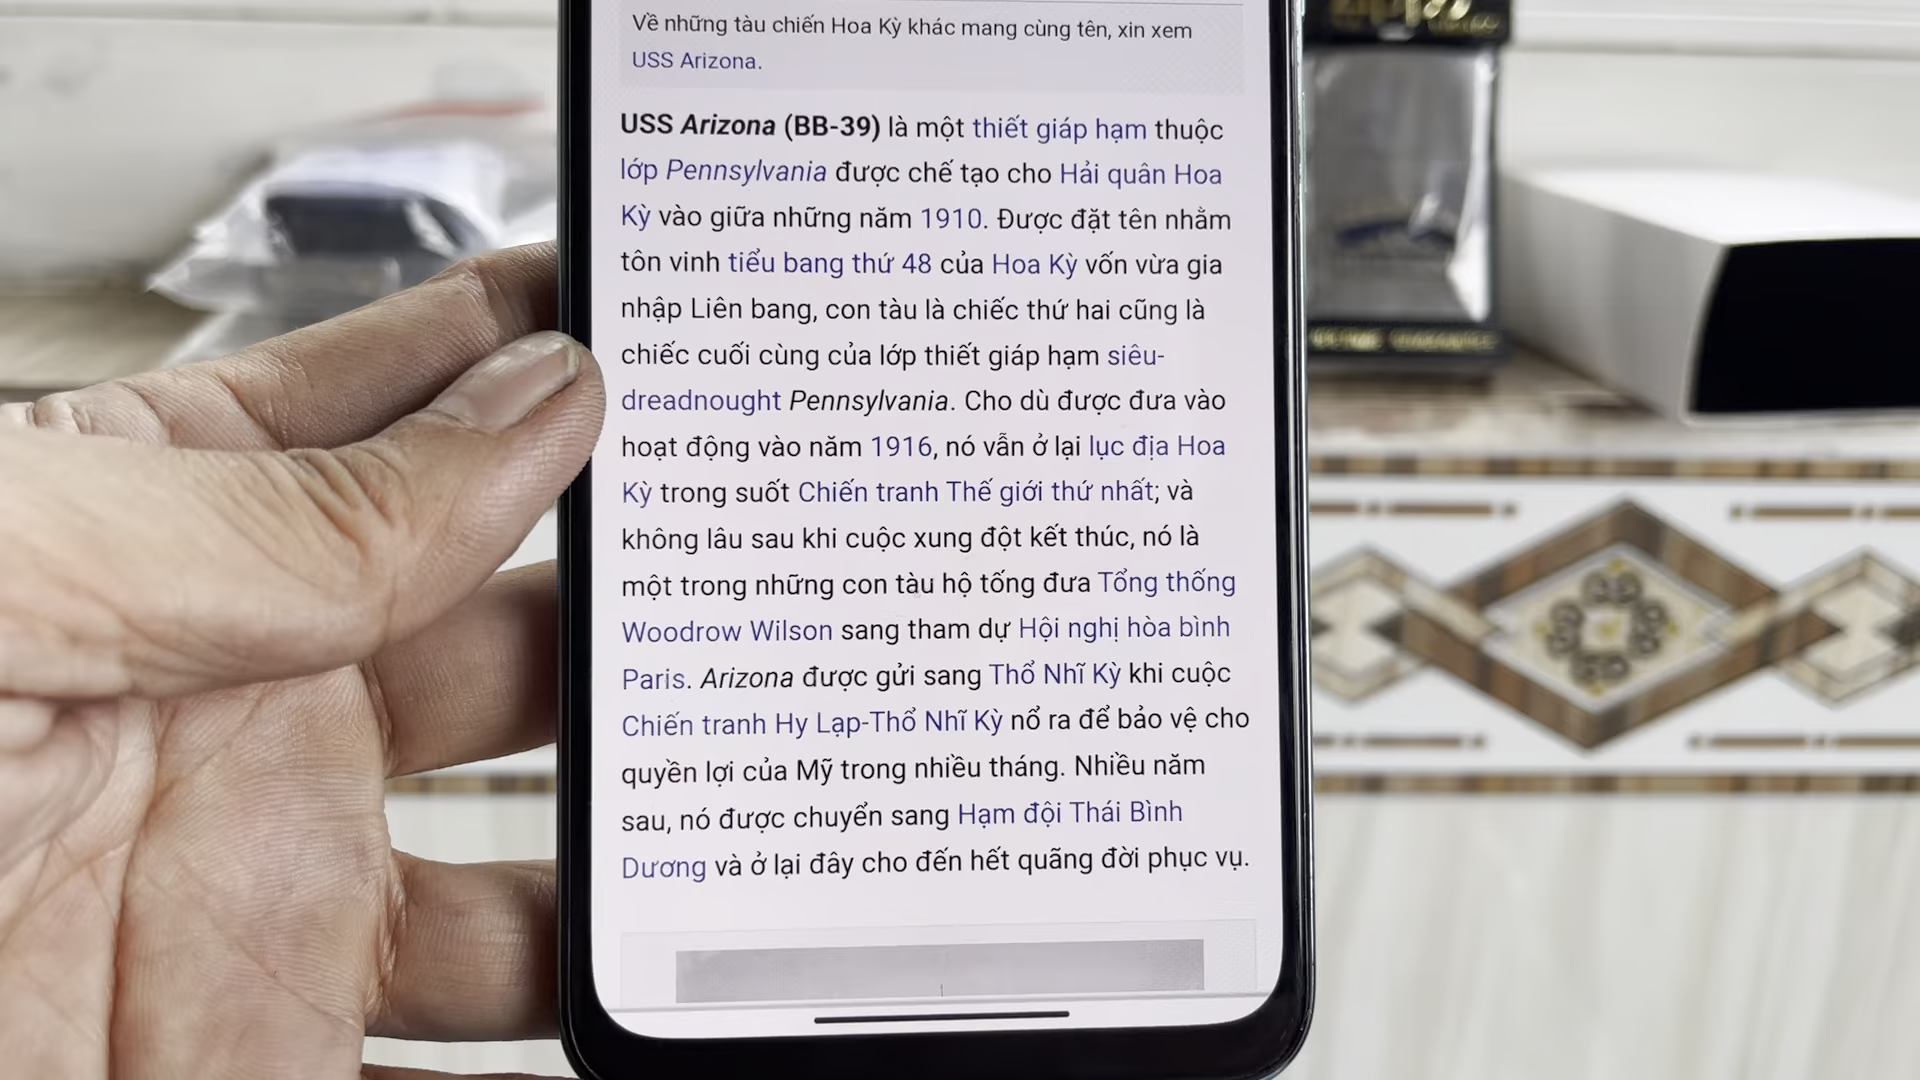 Về những tàu chiến Hoa Kỳ khác mang cùng tên, xin xem
USS Arizona.
USS Arizona (BB-39) là một thiết giáp hạm thuộc
lớp Pennsylvania được chế tạo cho Hải quân Hoa
Kỳ vào giữa những năm 1910. Được đặt tên nhằm
tôn vinh tiểu bang thứ 48 của Hoa Kỳ vốn vừa gia
nhập Liên bang, con tàu là chiếc thứ hai cũng là
chiếc cuối cùng của lớp thiết giáp hạm siêu-
dreadnought Pennsylvania. Cho dù được đưa vào
hoạt động vào năm 1916, nó vẫn ở lại lục địa Hoa
Kỳ trong suốt Chiến tranh Thế giới thứ nhất; và
không lâu sau khi cuộc xung đột kết thúc, nó là
một trong những con tàu hộ tống đưa Tổng thống
Woodrow Wilson sang tham dự Hội nghị hòa bình
Paris. Arizona được gửi sang Thổ Nhĩ Kỳ khi cuộc
Chiến tranh Hy Lạp-Thổ Nhĩ Kỳ nổ ra để bảo vệ cho
quyền lợi của Mỹ trong nhiều tháng. Nhiều năm
sau, nó được chuyển sang Hạm đội Thái Bình
Dương và ở lại đây cho đến hết quãng đời phục vụ.